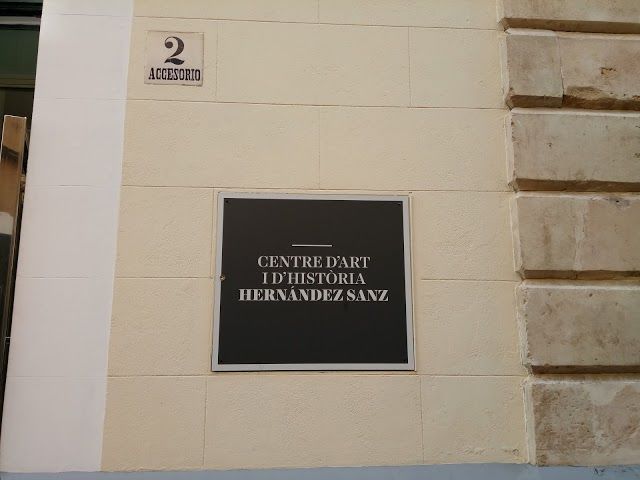 2
ACCESORIO
CENTRE D'ART
I D'HISTÒRIA
HERNÁNDEZ SANZ